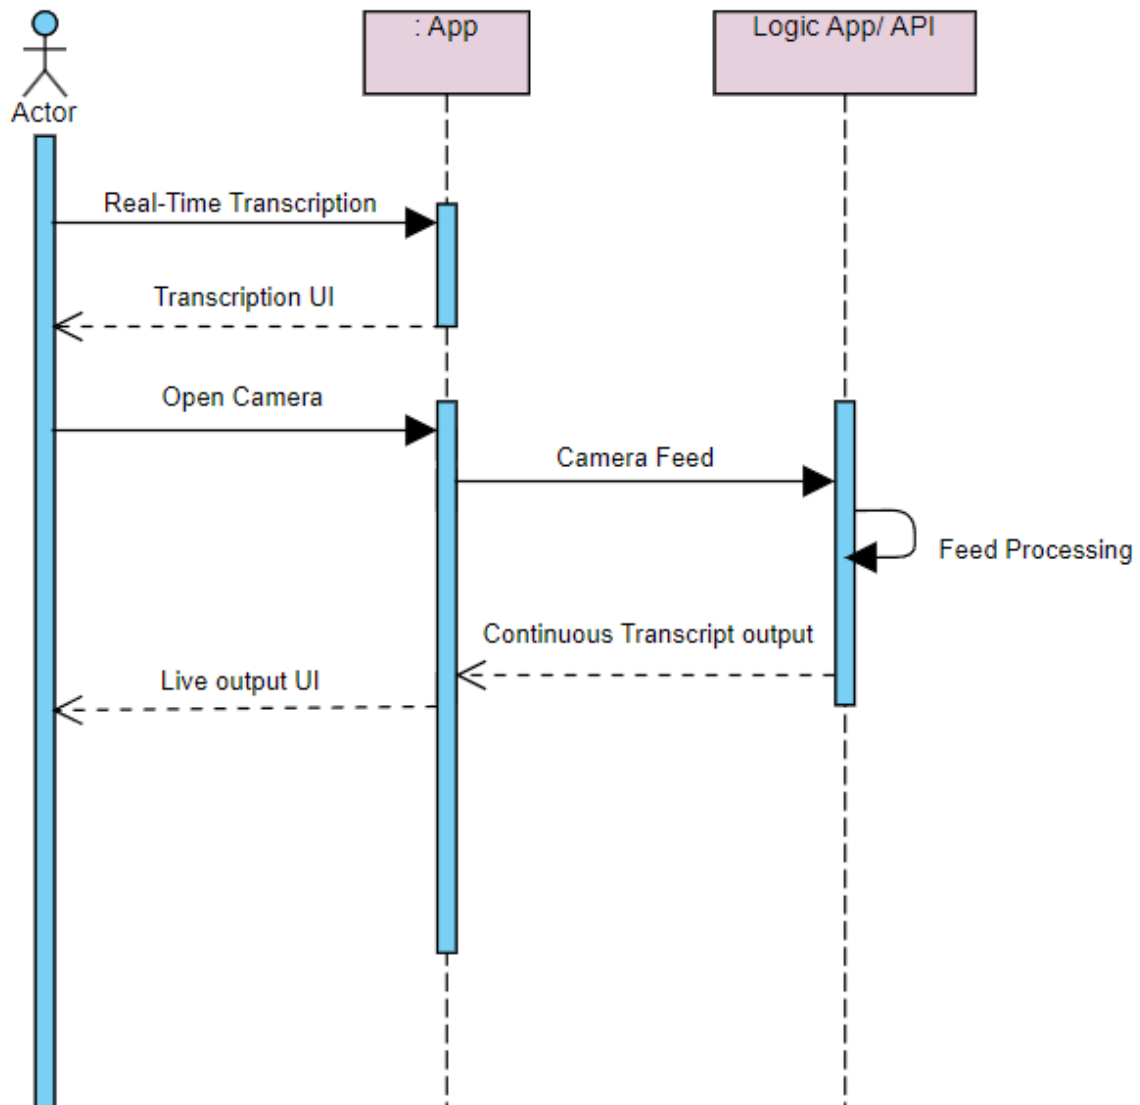 : App
Logic App/ API
Actor
Real-Time Transcription
Transcription UI
Open Camera
Camera Feed
Feed Processing
Continuous Transcript output
Live output UI